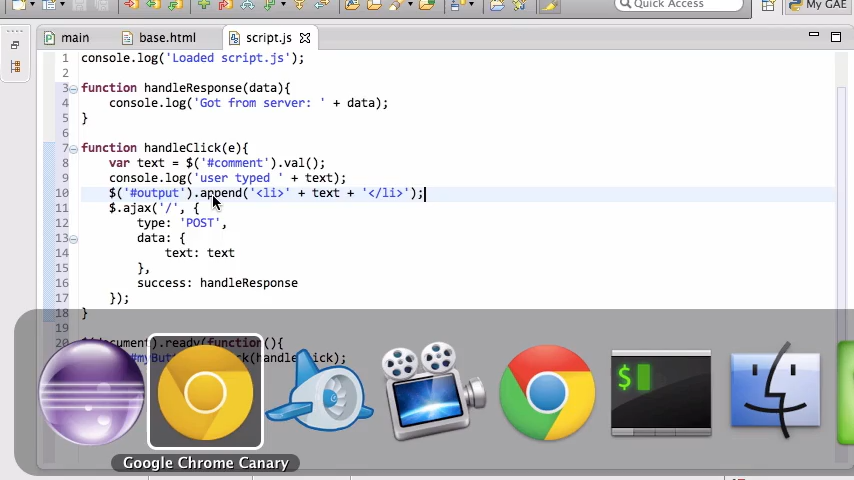 Quick Access
My GAE
main
base.html
script.js
1 console.log('Loaded script.js');
2
3 function handleResponse(data){
4 console.log('Got from server: ' + data);
5 }
6
7 function handleClick(e){
8 var text = $('#comment').val();
9 console.log('user typed ' + text);
10 $('#output').append('<li>' + text + '</li>');
11 $.ajax('/', {
12 type: 'POST',
13 data: {
14 text: text
15 },
16 success: handleResponse
17 });
18 }
19
20 $(document).ready(function(){
$
Google Chrome Canary